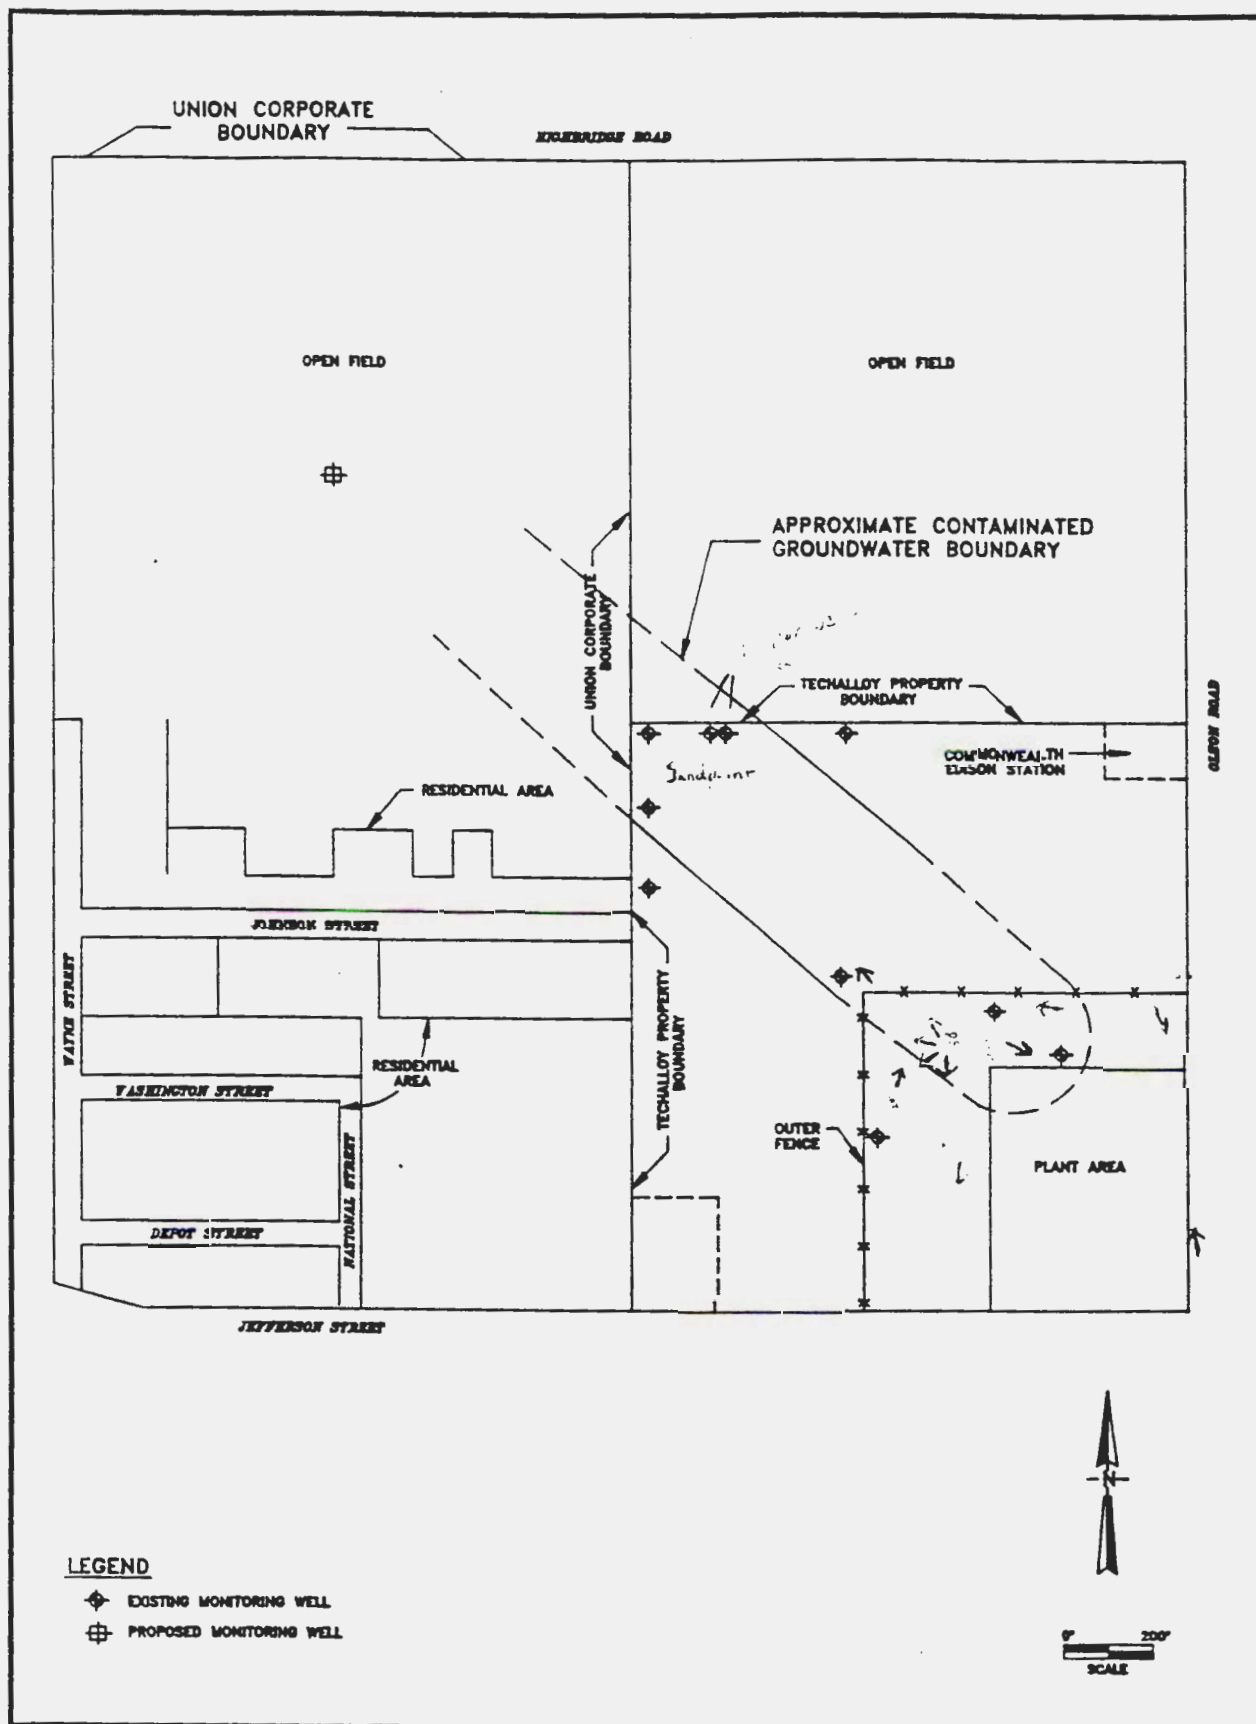 UNION CORPORATE
BOUNDARY
HIGHBRIDGE ROAD
OPEN FIELD
OPEN FIELD
APPROXIMATE CONTAMINATED
GROUNDWATER BOUNDARY
UNION CORPORATE
BOUNDARY
TECHALLOY PROPERTY
BOUNDARY
OLSON ROAD
COMMONWEALTH
EDISON STATION
Sandpoint
RESIDENTIAL AREA
JOHNSON STREET
WAYNE STREET
TECHALLOY PROPERTY
BOUNDARY
RESIDENTIAL
AREA
WASHINGTON STREET
OUTER
FENCE
PLANT AREA
NATIONAL STREET
DEPOT STREET
JEFFERSON STREET
N
LEGEND
EXISTING MONITORING WELL
PROPOSED MONITORING WELL
0' 200'
SCALE